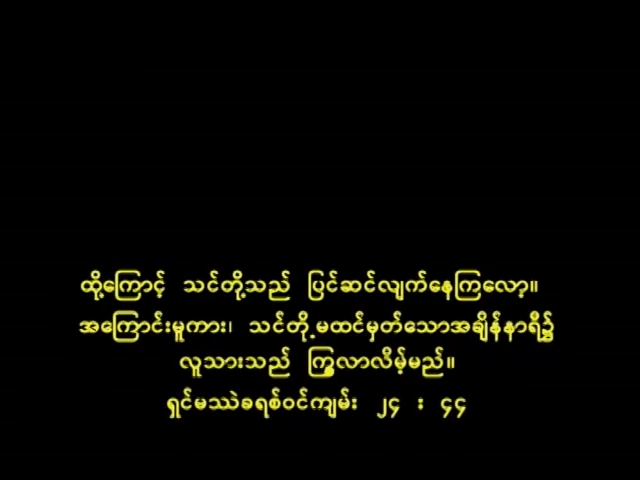 ထို့ကြောင့် သင်တို့သည် ပြင်ဆင်လျက်နေကြလော့။
အကြောင်းမူကား၊ သင်တို့မထင်မှတ်သောအချိန်နာရီ၌
လူသားသည် ကြွလာလိမ့်မည်။
ရှင်မဿဲခရစ်ဝင်ကျမ်း ၂၄ : ၄၄